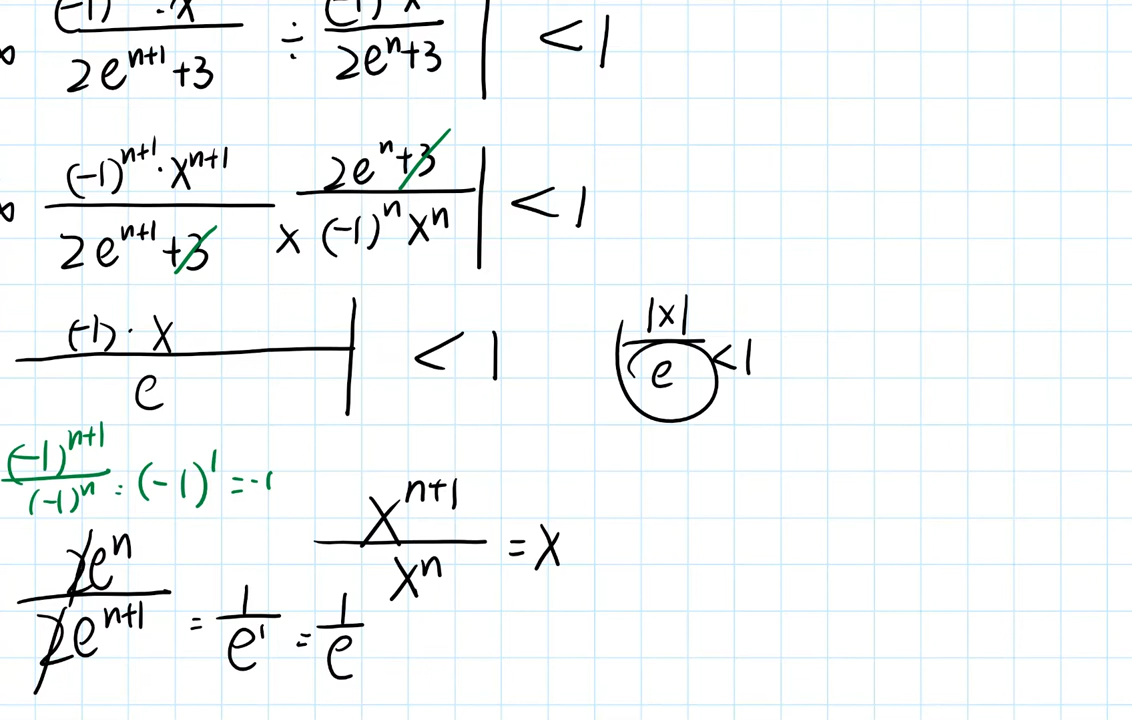 ∞ (-1) · x / 2e^{n+1} + 3 ÷ (-1) x / 2e^n + 3 | < 1
∞ (-1)^{n+1} · x^{n+1} / 2e^{n+1} + 3 × 2e^n + 3 / (-1)^n x^n | < 1
(-1) · x / e | < 1
|x| / e < 1
(-1)^{n+1} / (-1)^n = (-1)^1 = -1
x^{n+1} / x^n = x
2e^n / 2e^{n+1} = 1 / e^1 = 1 / e